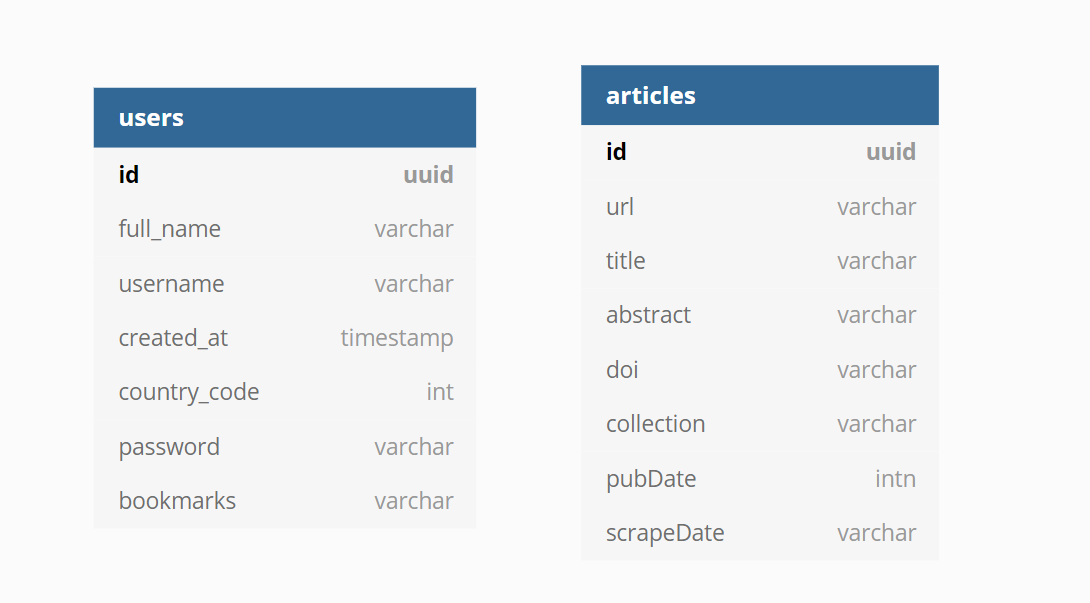 users
id uuid
full_name varchar
username varchar
created_at timestamp
country_code int
password varchar
bookmarks varchar
articles
id uuid
url varchar
title varchar
abstract varchar
doi varchar
collection varchar
pubDate intn
scrapeDate varchar